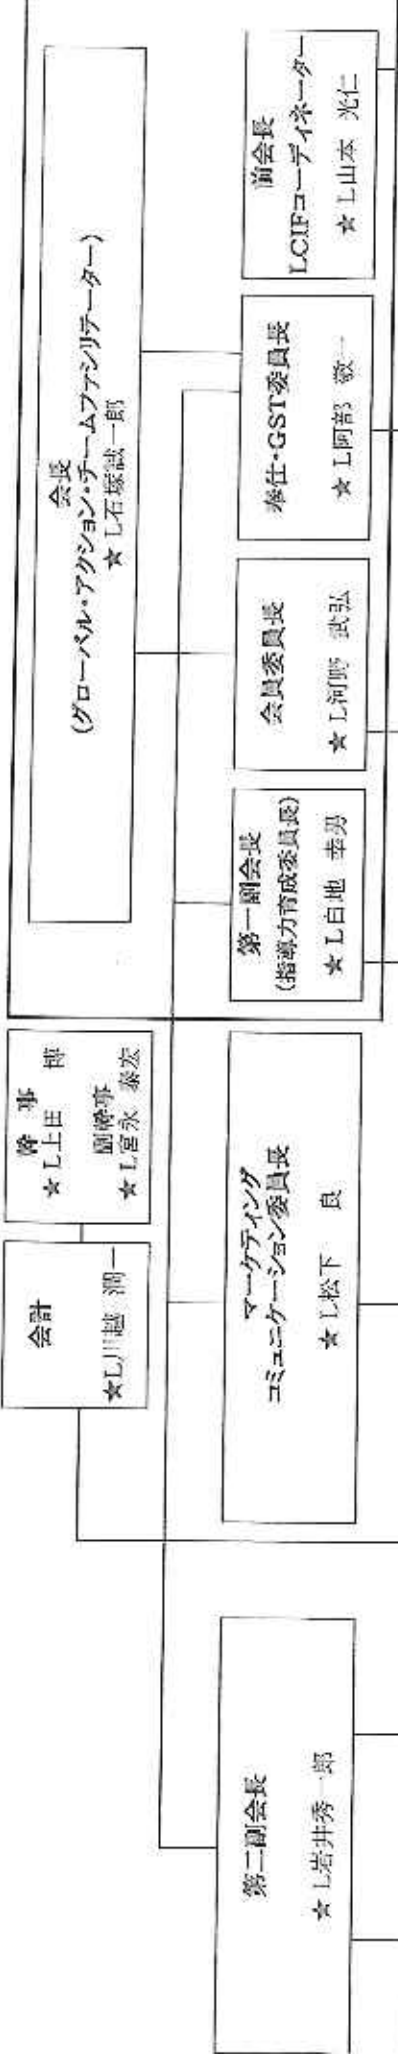 会長
(グローバル・アクション・チームファシリテーター)
★ L石塚誠一郎
幹 事
★ L上田 博
副幹事
★ L宮永 泰宏
会計
★L川越 潤一
前会長
LCIFコーディネーター
★ L山本 光仁
奉仕・GST委員長
★ L阿部 敬一
会員委員長
★ L河野 武弘
第一副会長
(指導力育成委員長)
★ L白地 幸男
マーケティング
コミュニケーション委員長
★ L松下 良
第二副会長
★ L岩井秀一郎